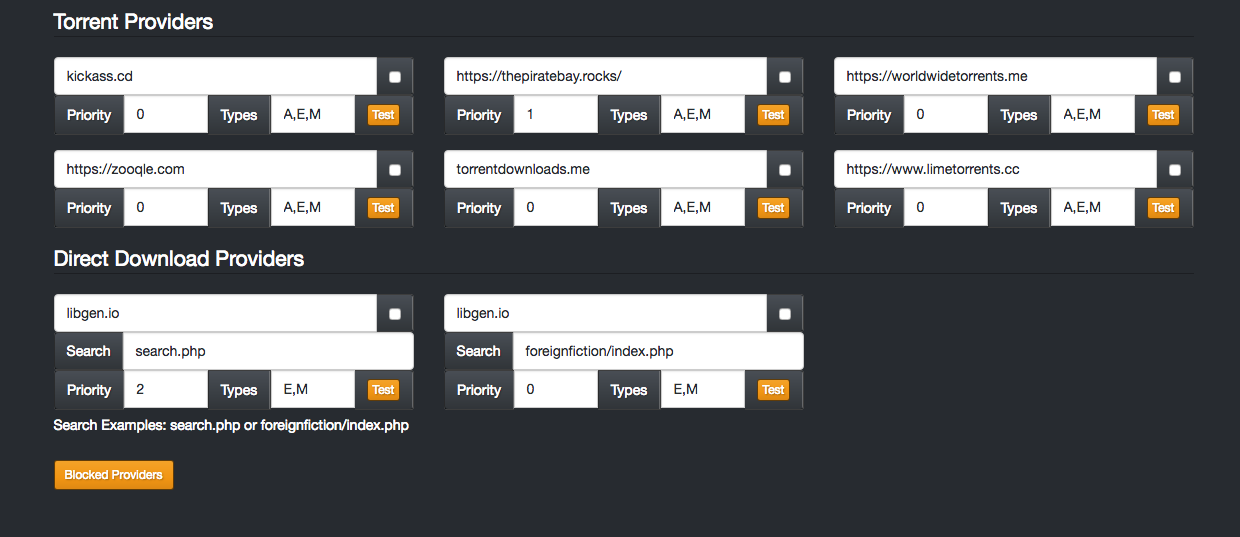 Torrent Providers
kickass.cd https://thepiratebay.rocks/ https://worldwidetorrents.me
Priority 0 Types A,E,M Test Priority 1 Types A,E,M Test Priority 0 Types A,E,M Test
https://zooqle.com torrentdownloads.me https://www.limetorrents.cc
Priority 0 Types A,E,M Test Priority 0 Types A,E,M Test Priority 0 Types A,E,M Test
Direct Download Providers
libgen.io libgen.io
Search search.php Search foreignfiction/index.php
Priority 2 Types E,M Test Priority 0 Types E,M Test
Search Examples: search.php or foreignfiction/index.php
Blocked Providers